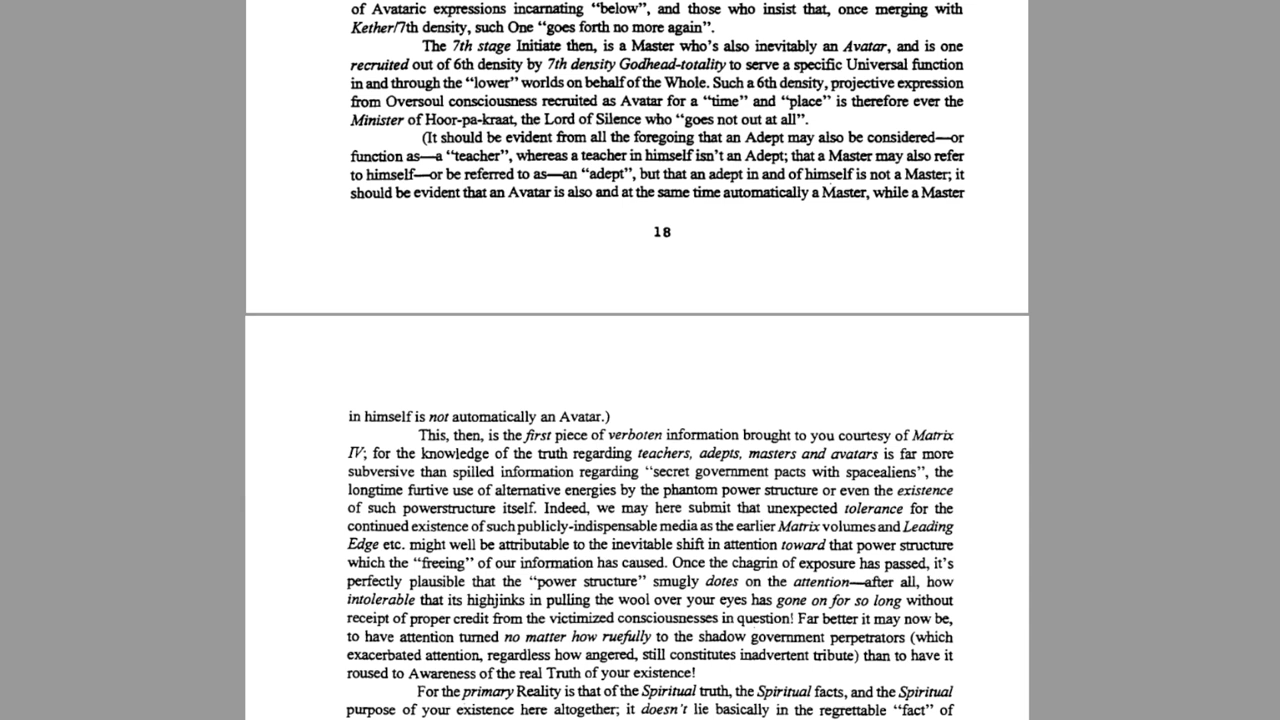 of Avataric expressions incarnating “below”, and those who insist that, once merging with
Kether/7th density, such One “goes forth no more again”.
The 7th stage Initiate then, is a Master who’s also inevitably an Avatar, and is one
recruited out of 6th density by 7th density Godhead-totality to serve a specific Universal function
in and through the “lower” worlds on behalf of the Whole. Such a 6th density, projective expression
from Oversoul consciousness recruited as Avatar for a “time” and “place” is therefore ever the
Minister of Hoor-pa-kraat, the Lord of Silence who “goes not out at all”.
(It should be evident from all the foregoing that an Adept may also be considered—or
function as—a “teacher”, whereas a teacher in himself isn’t an Adept; that a Master may also refer
to himself—or be referred to as—an “adept”, but that an adept in and of himself is not a Master; it
should be evident that an Avatar is also and at the same time automatically a Master, while a Master
18
in himself is not automatically an Avatar.)
This, then, is the first piece of verboten information brought to you courtesy of Matrix
IV; for the knowledge of the truth regarding teachers, adepts, masters and avatars is far more
subversive than spilled information regarding “secret government pacts with spacealiens”, the
longtime furtive use of alternative energies by the phantom power structure or even the existence
of such powerstructure itself. Indeed, we may here submit that unexpected tolerance for the
continued existence of such publicly-indispensable media as the earlier Matrix volumes and Leading
Edge etc. might well be attributable to the inevitable shift in attention toward that power structure
which the “freeing” of our information has caused. Once the chagrin of exposure has passed, it’s
perfectly plausible that the “power structure” smugly dotes on the attention—after all, how
intolerable that its highjinks in pulling the wool over your eyes has gone on for so long without
receipt of proper credit from the victimized consciousnesses in question! Far better it may now be,
to have attention turned no matter how ruefully to the shadow government perpetrators (which
exacerbated attention, regardless how angered, still constitutes inadvertent tribute) than to have it
roused to Awareness of the real Truth of your existence!
For the primary Reality is that of the Spiritual truth, the Spiritual facts, and the Spiritual
purpose of your existence here altogether; it doesn’t lie basically in the regrettable “fact” of